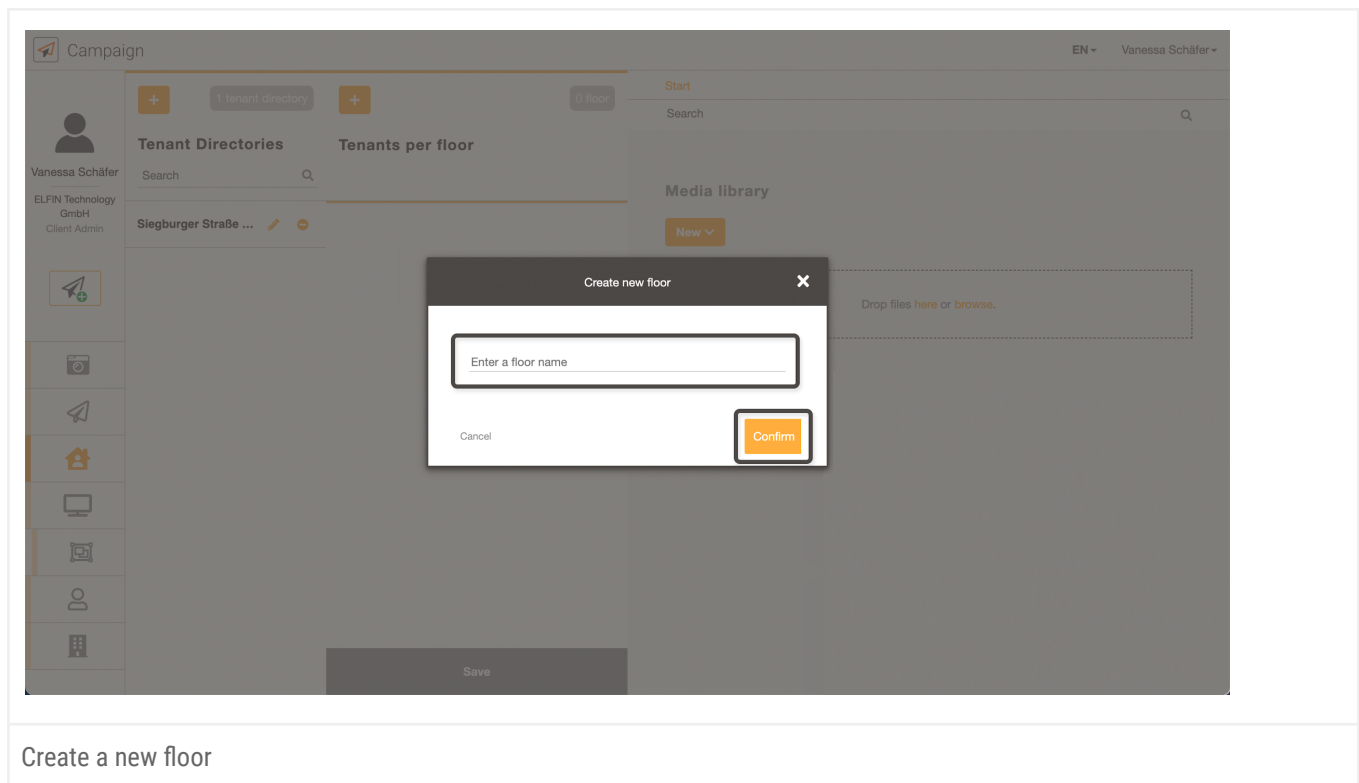 Campaign
EN
Vanessa Schäfer
Vanessa Schäfer
ELFIN Technology
GmbH
Client Admin
+
1 tenant directory
Tenant Directories
Search
Siegburger Straße ...
+
0 floor
Tenants per floor
Save
Start
Search
Media library
New
Drop files here or browse.
Create new floor
Enter a floor name
Cancel
Confirm
Create a new floor